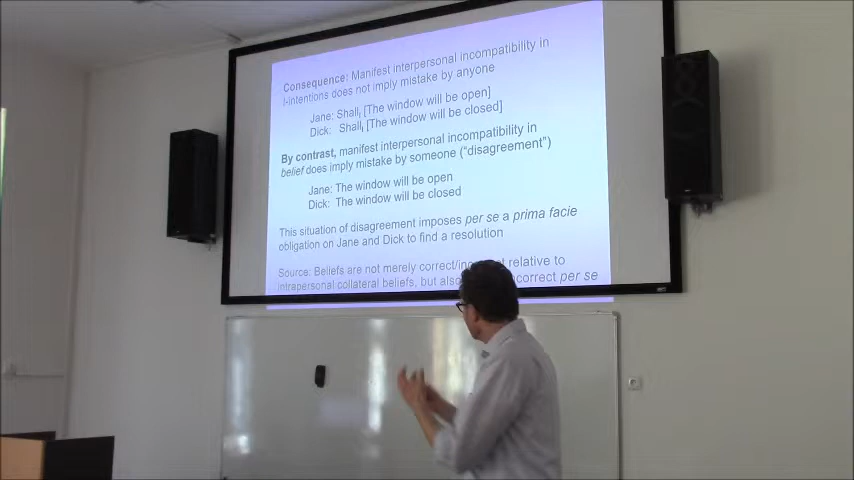 Consequence: Manifest interpersonal incompatibility in
I-intentions does not imply mistake by anyone
Jane: Shall_I [The window will be open]
Dick: Shall_I [The window will be closed]
By contrast, manifest interpersonal incompatibility in
belief does imply mistake by someone ("disagreement")
Jane: The window will be open
Dick: The window will be closed
This situation of disagreement imposes per se a prima facie
obligation on Jane and Dick to find a resolution
Source: Beliefs are not merely correct/ relative to
intrapersonal collateral beliefs, but correct per se